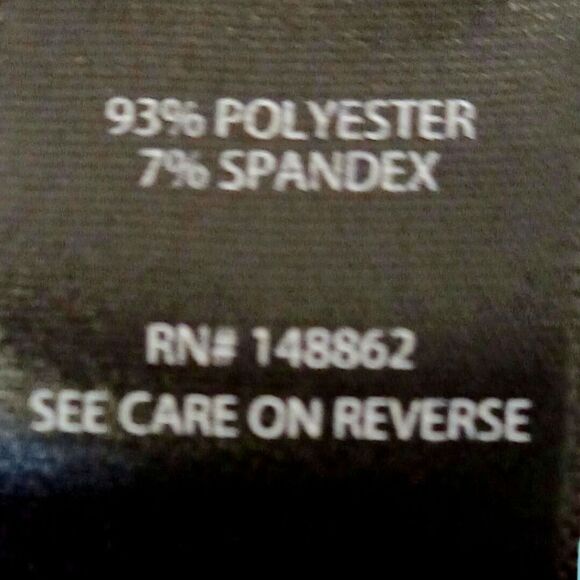 93% POLYESTER
7% SPANDEX
RN# 148862
SEE CARE ON REVERSE